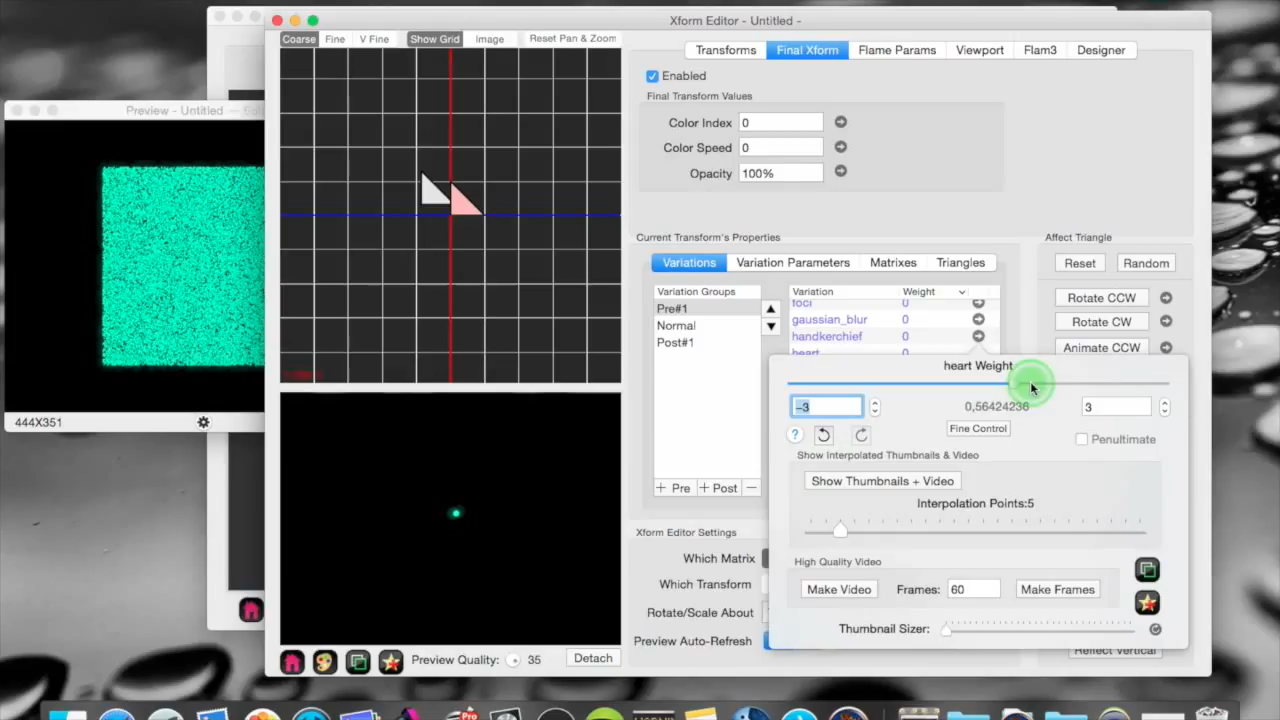 Xform Editor - Untitled -
Coarse Fine V Fine Show Grid Image Reset Pan & Zoom
Transforms Final Xform Flame Params Viewport Flam3 Designer
Enabled
Final Transform Values
Preview - Untitled
Color Index 0
Color Speed 0
Opacity 100%
Current Transform's Properties Affect Triangle
Variations Variation Parameters Matrixes Triangles Reset Random
Variation Groups Variation Weight
Pre#1 foci 0 Rotate CCW
Normal gaussian_blur 0 Rotate CW
Post#1 handkerchief 0 Animate CCW
heart 0
heart Weight
-3 0,56424236 3
444X351
? Fine Control Penultimate
Show Interpolated Thumbnails & Video
Show Thumbnails + Video
+ Pre + Post −
Interpolation Points:5
Xform Editor Settings
Which Matrix
High Quality Video
Which Transform Make Video Frames: 60 Make Frames
Rotate/Scale About
Preview Auto-Refresh Thumbnail Sizer:
Reflect Vertical
Preview Quality: 35 Detach
Pro